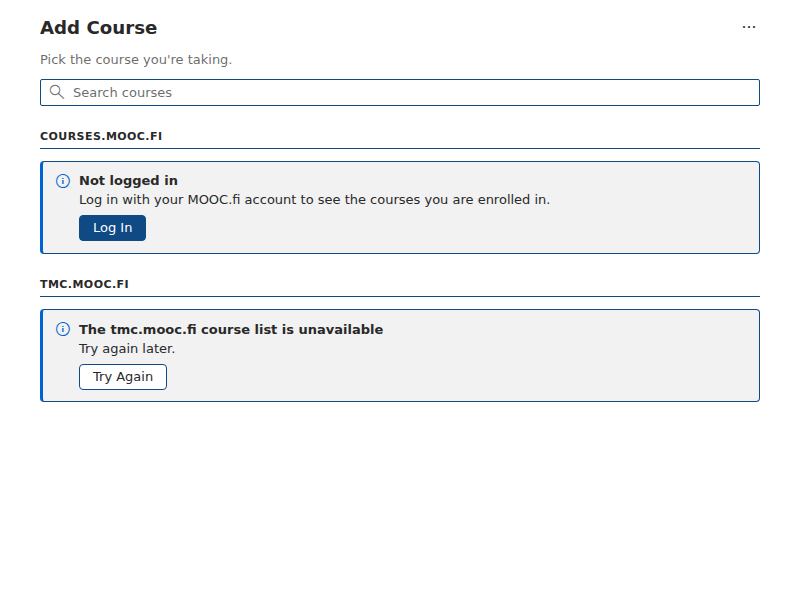 Add Course
...
Pick the course you're taking.
Search courses
COURSES.MOOC.FI
Not logged in
Log in with your MOOC.fi account to see the courses you are enrolled in.
Log In
TMC.MOOC.FI
The tmc.mooc.fi course list is unavailable
Try again later.
Try Again